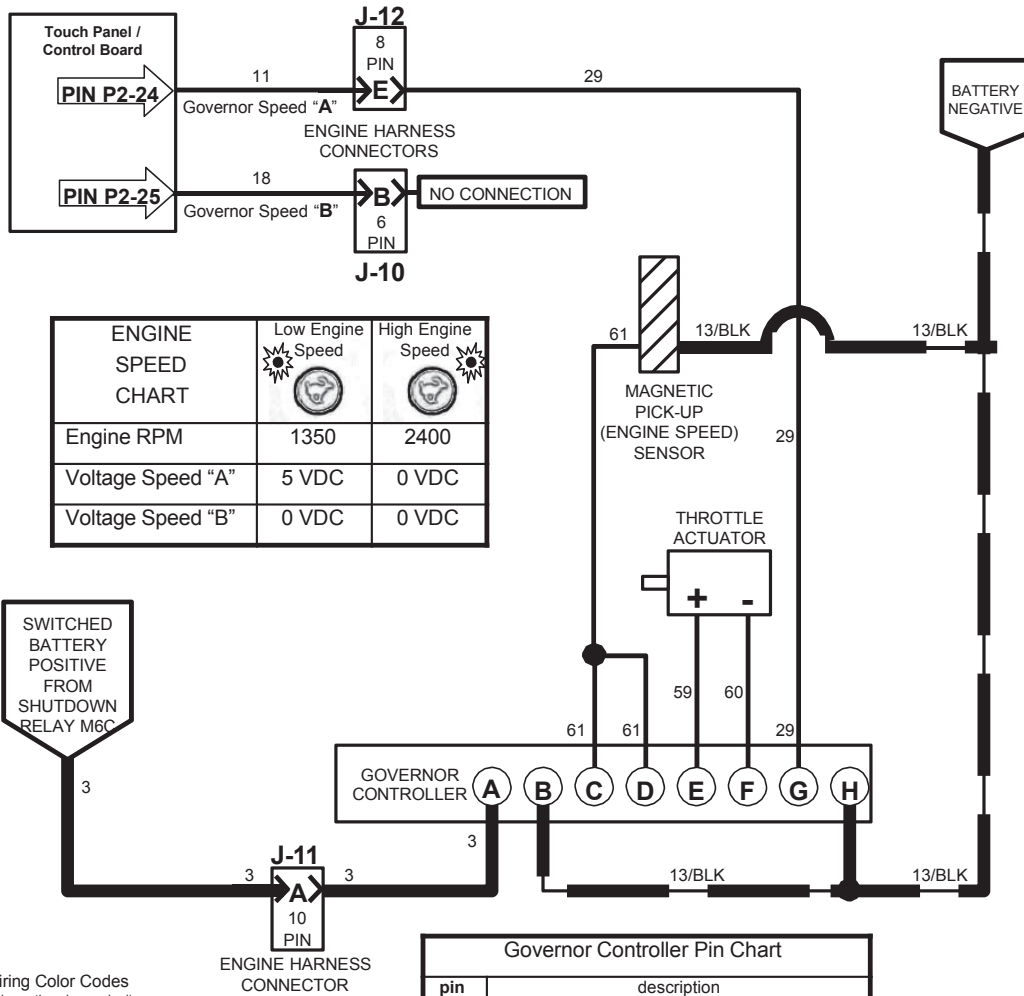 J-12
Touch Panel /
Control Board
8
PIN
E
PIN P2-24
11
Governor Speed "A"
29
BATTERY
NEGATIVE
ENGINE HARNESS
CONNECTORS
PIN P2-25
18
Governor Speed "B"
B
NO CONNECTION
6
PIN
J-10
ENGINE
SPEED
CHART
Low Engine
Speed
High Engine
Speed
Engine RPM 1350 2400
Voltage Speed "A" 5 VDC 0 VDC
Voltage Speed "B" 0 VDC 0 VDC
61
13/BLK
13/BLK
MAGNETIC
PICK-UP
(ENGINE SPEED)
SENSOR
29
THROTTLE
ACTUATOR
+ -
SWITCHED
BATTERY
POSITIVE
FROM
SHUTDOWN
RELAY M6C
3
61
61
59
60
29
GOVERNOR
CONTROLLER
A B C D E F G H
3
J-11
3
A
3
10
PIN
13/BLK
13/BLK
ENGINE HARNESS
CONNECTOR
Governor Controller Pin Chart
pin description
iring Color Codes